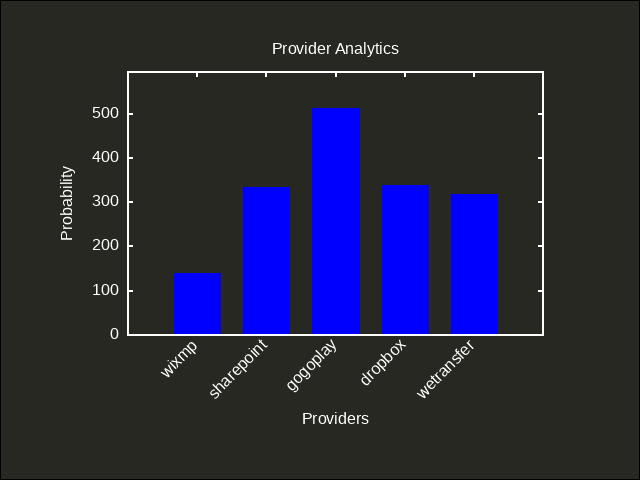 Provider Analytics
500
400
300
200
100
0
Probability
wixmp
sharepoint
gogoplay
dropbox
wetransfer
Providers